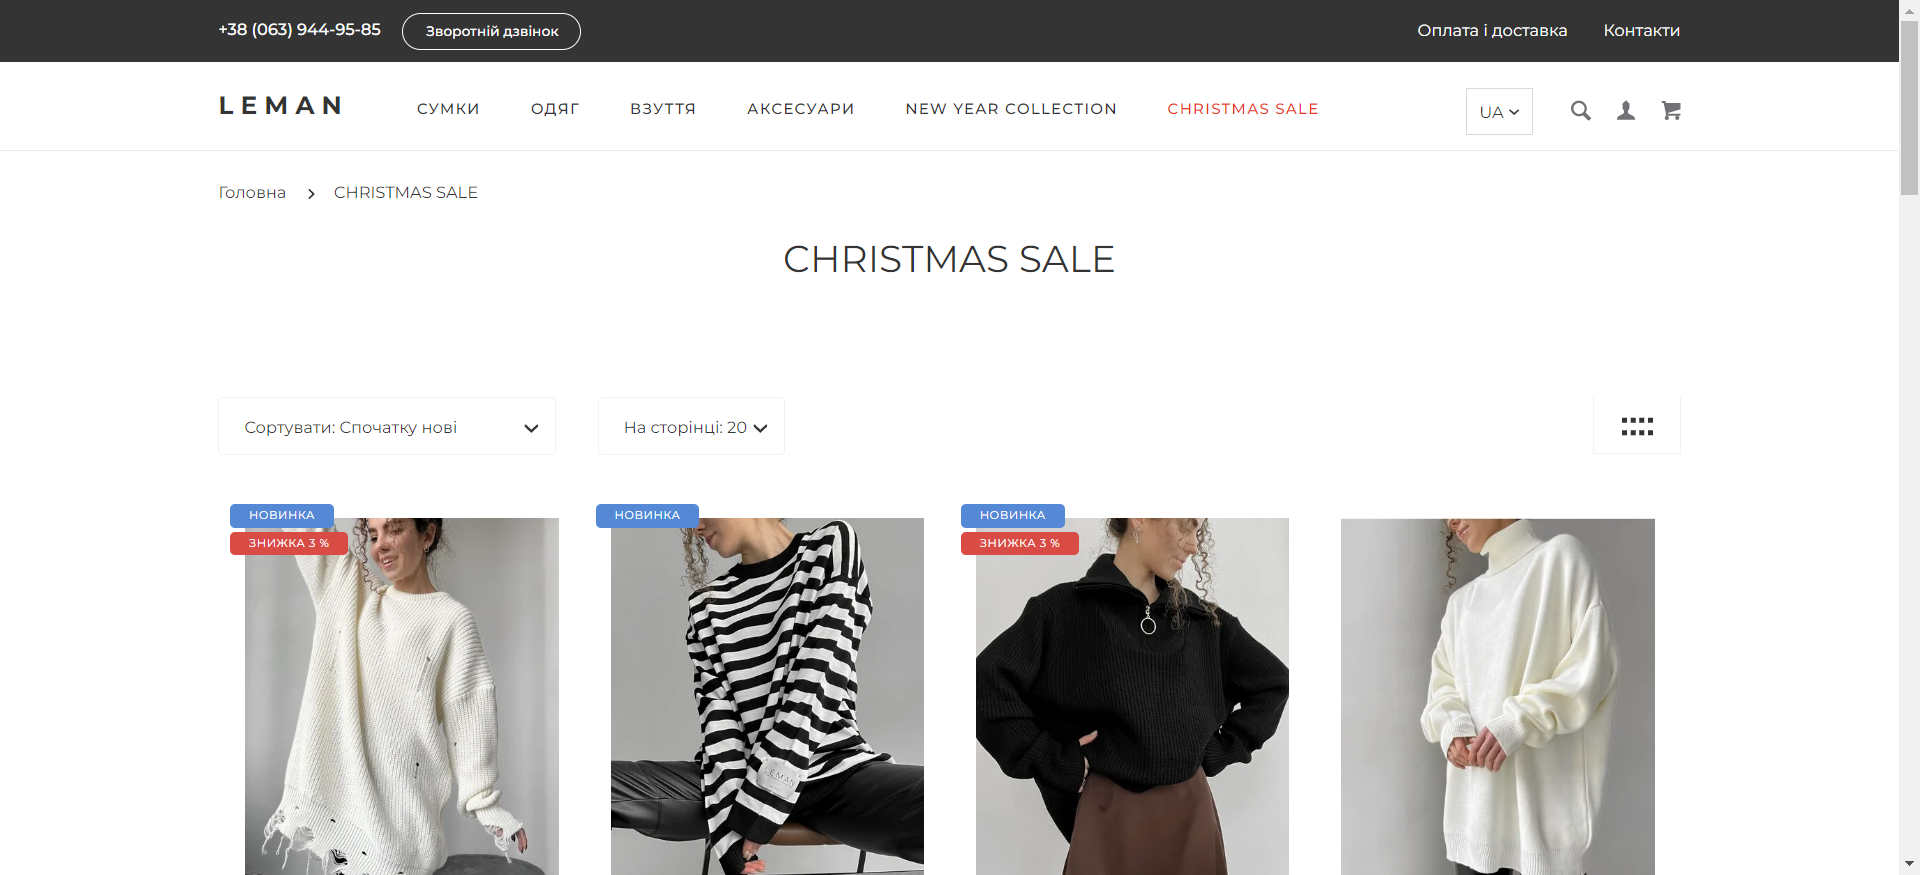 +38 (063) 944-95-85
Зворотній дзвінок
Оплата і доставка
Контакти
LEMAN
СУМКИ
ОДЯГ
ВЗУТТЯ
АКСЕСУАРИ
NEW YEAR COLLECTION
CHRISTMAS SALE
UA
Головна
CHRISTMAS SALE
CHRISTMAS SALE
Сортувати: Спочатку нові
На сторінці: 20
НОВИНКА
ЗНИЖКА 3 %
НОВИНКА
LEMAN
НОВИНКА
ЗНИЖКА 3 %